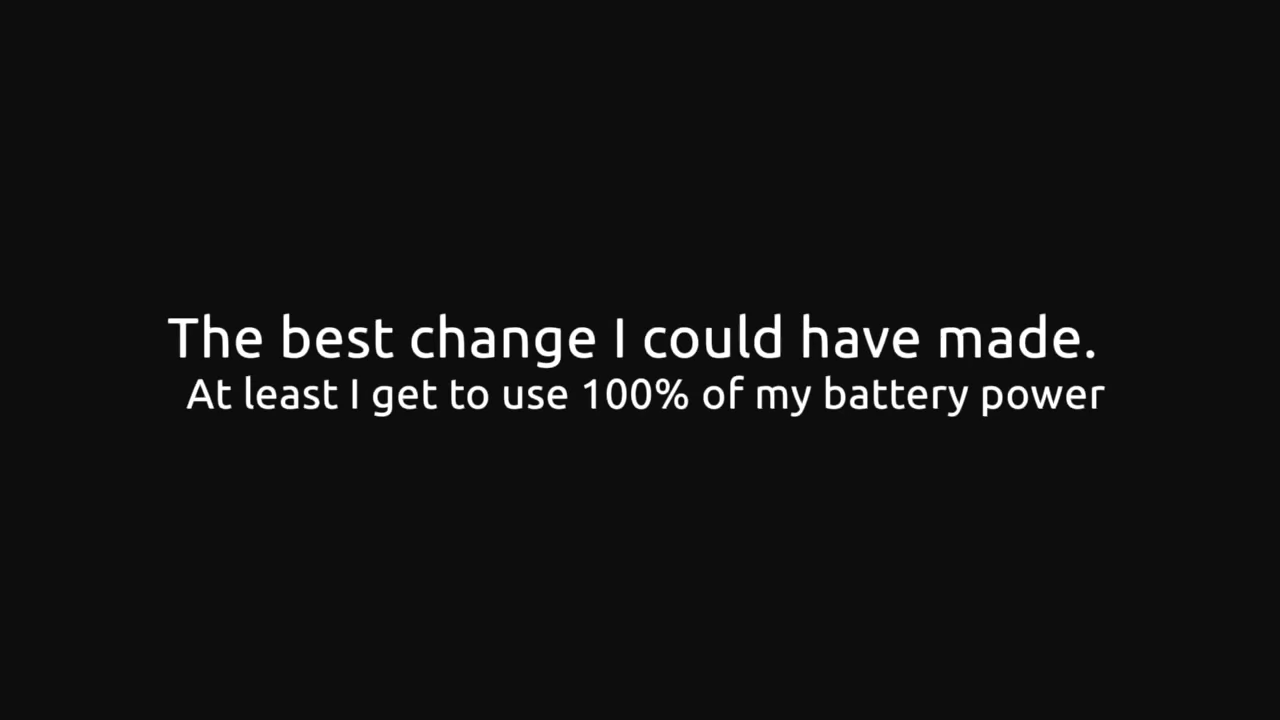 The best change I could have made.
At least I get to use 100% of my battery power